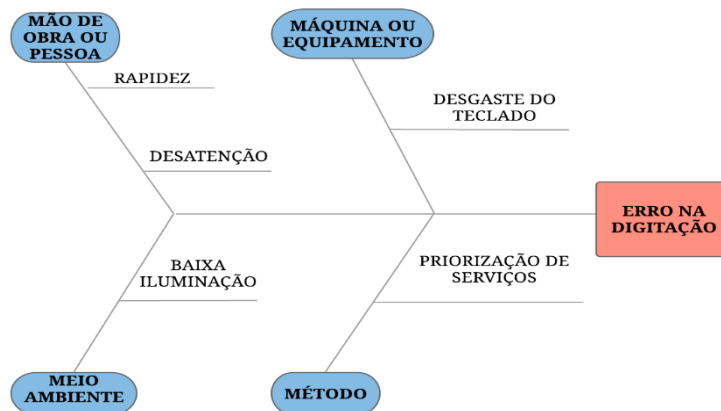 MÃO DE
OBRA OU
PESSOA
MÁQUINA OU
EQUIPAMENTO
RAPIDEZ
DESGASTE DO
TECLADO
DESATENÇÃO
ERRO NA
DIGITAÇÃO
BAIXA
ILUMINAÇÃO
PRIORIZAÇÃO DE
SERVIÇOS
MEIO
AMBIENTE
MÉTODO